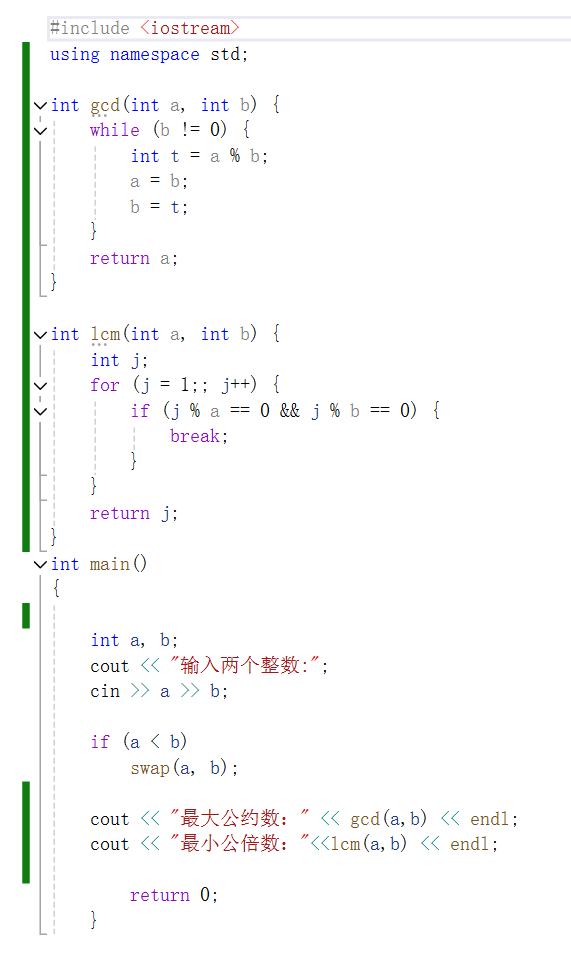 #include <iostream>
using namespace std;
int gcd(int a, int b) {
while (b != 0) {
int t = a % b;
a = b;
b = t;
}
return a;
}
int lcm(int a, int b) {
int j;
for (j = 1;; j++) {
if (j % a == 0 && j % b == 0) {
break;
}
}
return j;
}
int main()
{
int a, b;
cout << "输入两个整数:";
cin >> a >> b;
if (a < b)
swap(a, b);
cout << "最大公约数：" << gcd(a,b) << endl;
cout << "最小公倍数："<<lcm(a,b) << endl;
return 0;
}